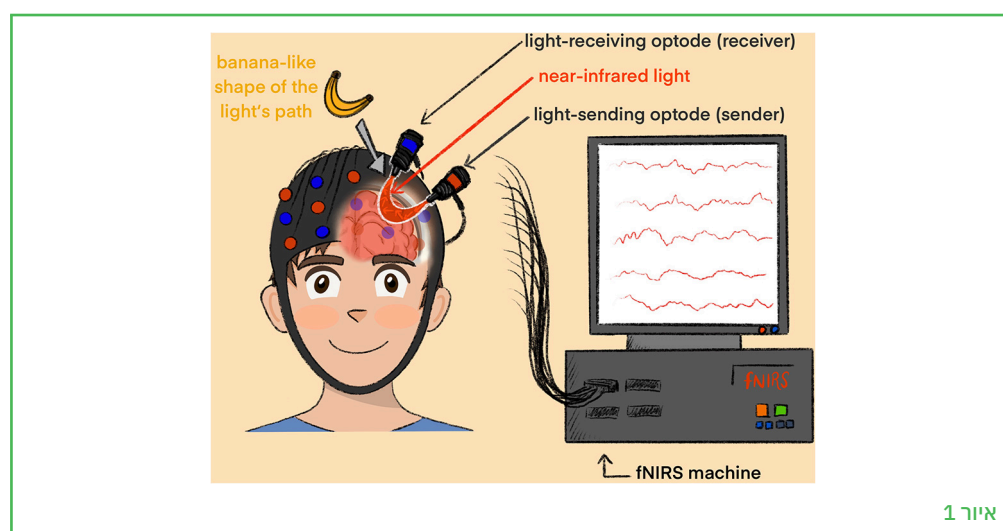 light-receiving optode (receiver)
banana-like
shape of the
light's path
near-infrared light
light-sending optode (sender)
fNIRS
fNIRS machine
איור 1